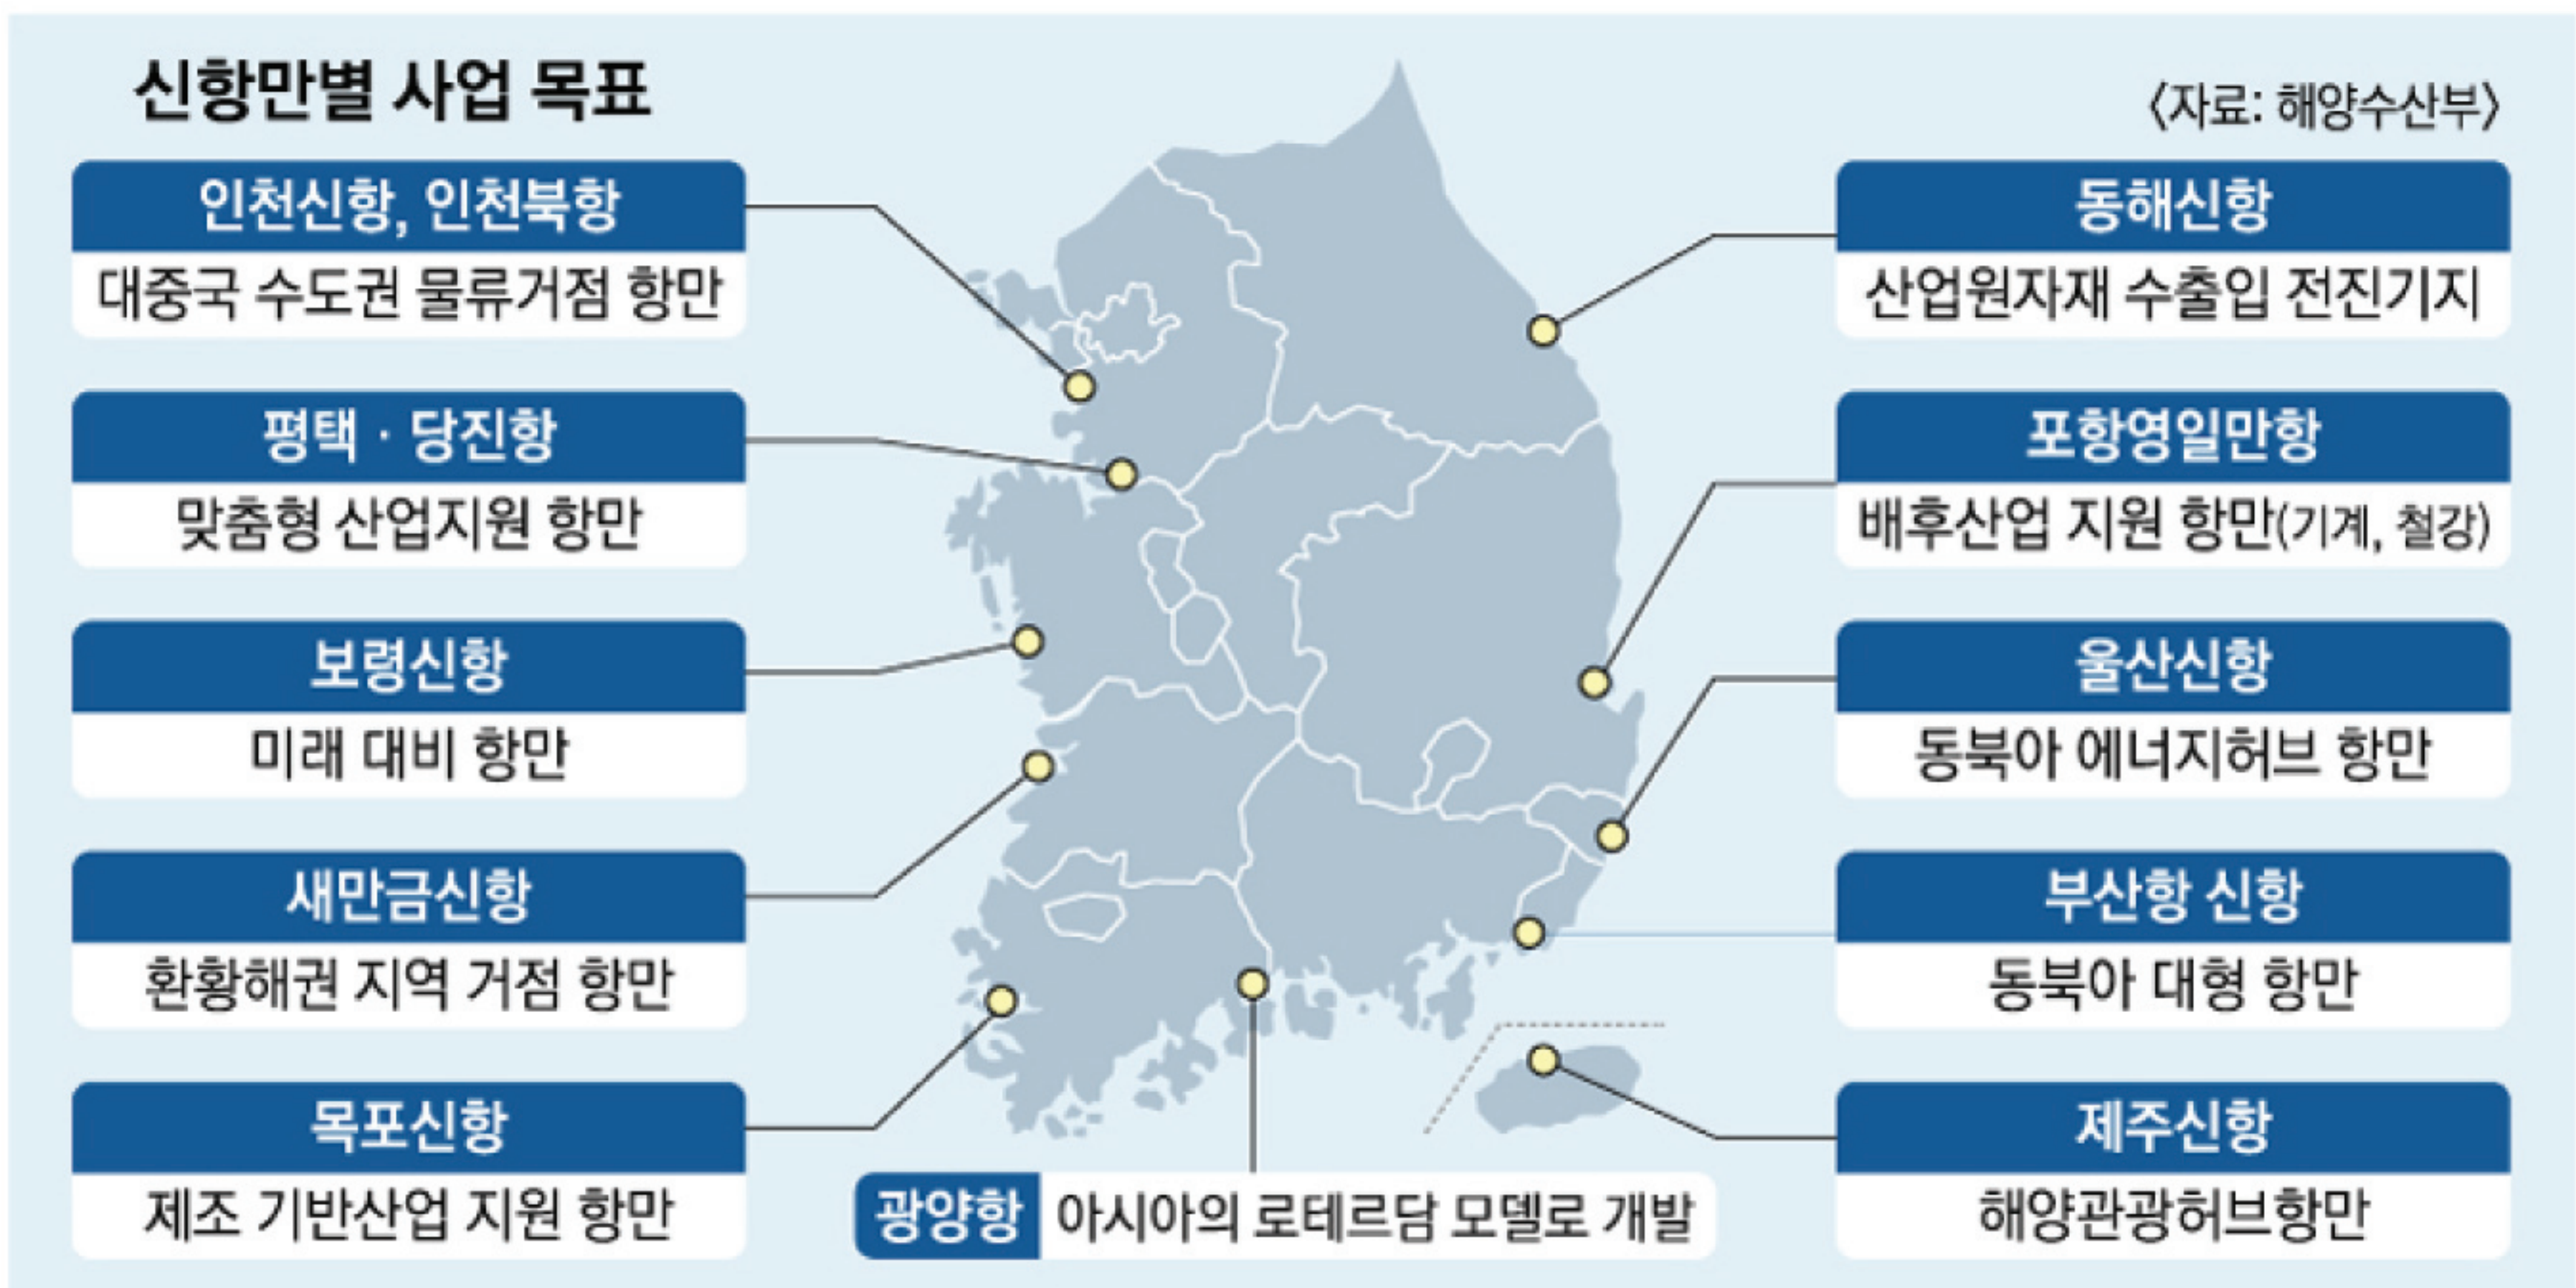 신항만별 사업 목표
〈자료: 해양수산부〉
인천신항, 인천북항
대중국 수도권 물류거점 항만
평택 · 당진항
맞춤형 산업지원 항만
보령신항
미래 대비 항만
새만금신항
환황해권 지역 거점 항만
목포신항
제조 기반산업 지원 항만
광양항 아시아의 로테르담 모델로 개발
동해신항
산업원자재 수출입 전진기지
포항영일만항
배후산업 지원 항만(기계, 철강)
울산신항
동북아 에너지허브 항만
부산항 신항
동북아 대형 항만
제주신항
해양관광허브항만